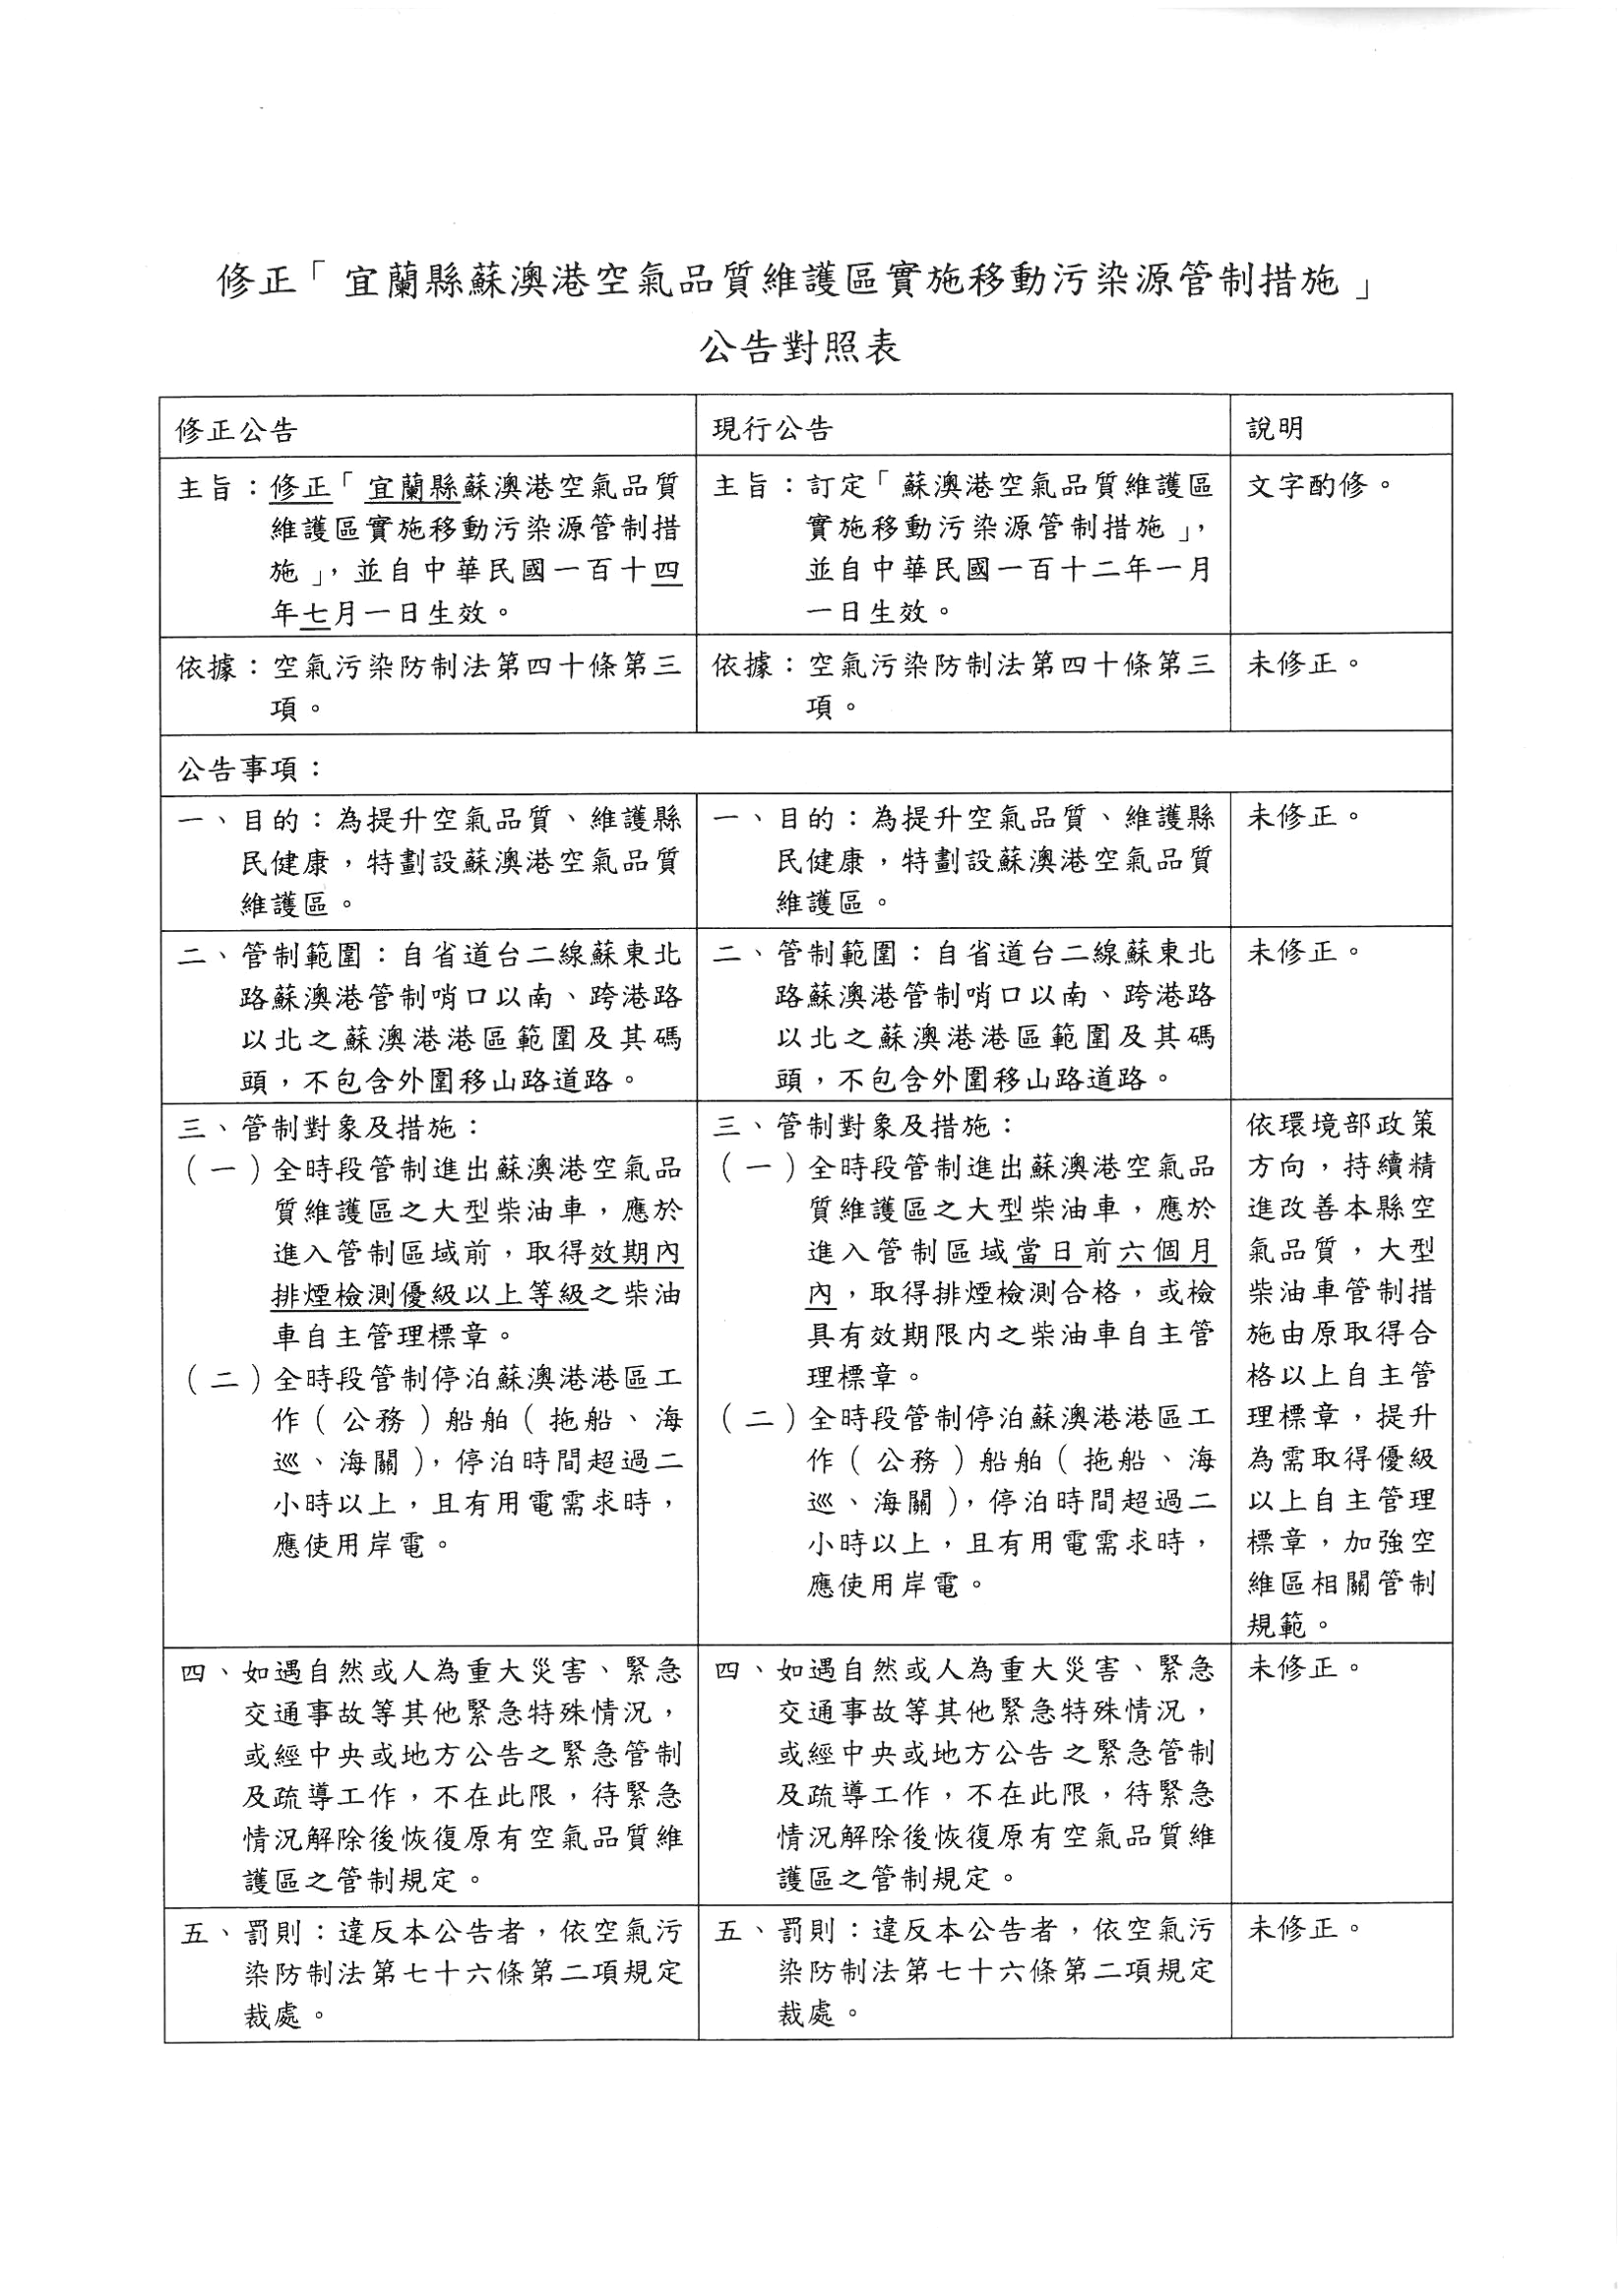 修正「宜蘭縣蘇澳港空氣品質維護區實施移動污染源管制措施」
公告對照表
修正公告
現行公告
說明
主旨：修正「宜蘭縣蘇澳港空氣品質
維護區實施移動污染源管制措
施」，並自中華民國一百十四
年七月一日生效。
主旨：訂定「蘇澳港空氣品質維護區
實施移動污染源管制措施」，
並自中華民國一百十二年一月
一日生效。
文字酌修。
依據：空氣污染防制法第四十條第三
項。
依據：空氣污染防制法第四十條第三
項。
未修正。
公告事項：
一、目的：為提升空氣品質、維護縣
民健康，特劃設蘇澳港空氣品質
維護區。
一、目的：為提升空氣品質、維護縣
民健康，特劃設蘇澳港空氣品質
維護區。
未修正。
二、管制範圍：自省道台二線蘇東北
路蘇澳港管制哨口以南、跨港路
以北之蘇澳港港區範圍及其碼
頭，不包含外圍移山路道路。
二、管制範圍：自省道台二線蘇東北
路蘇澳港管制哨口以南、跨港路
以北之蘇澳港港區範圍及其碼
頭，不包含外圍移山路道路。
未修正。
三、管制對象及措施：
（一）全時段管制進出蘇澳港空氣品
質維護區之大型柴油車，應於
進入管制區域前，取得效期內
排煙檢測優級以上等級之柴油
車自主管理標章。
（二）全時段管制停泊蘇澳港港區工
作（公務）船舶（拖船、海
巡、海關），停泊時間超過二
小時以上，且有用電需求時，
應使用岸電。
三、管制對象及措施：
（一）全時段管制進出蘇澳港空氣品
質維護區之大型柴油車，應於
進入管制區域當日前六個月
內，取得排煙檢測合格，或檢
具有效期限內之柴油車自主管
理標章。
（二）全時段管制停泊蘇澳港港區工
作（公務）船舶（拖船、海
巡、海關），停泊時間超過二
小時以上，且有用電需求時，
應使用岸電。
依環境部政策
方向，持續精
進改善本縣空
氣品質，大型
柴油車管制措
施由原取得合
格以上自主管
理標章，提升
為需取得優級
以上自主管理
標章，加強空
維區相關管制
規範。
四、如遇自然或人為重大災害、緊急
交通事故等其他緊急特殊情況，
或經中央或地方公告之緊急管制
及疏導工作，不在此限，待緊急
情況解除後恢復原有空氣品質維
護區之管制規定。
四、如遇自然或人為重大災害、緊急
交通事故等其他緊急特殊情況，
或經中央或地方公告之緊急管制
及疏導工作，不在此限，待緊急
情況解除後恢復原有空氣品質維
護區之管制規定。
未修正。
五、罰則：違反本公告者，依空氣污
染防制法第七十六條第二項規定
裁處。
五、罰則：違反本公告者，依空氣污
染防制法第七十六條第二項規定
裁處。
未修正。